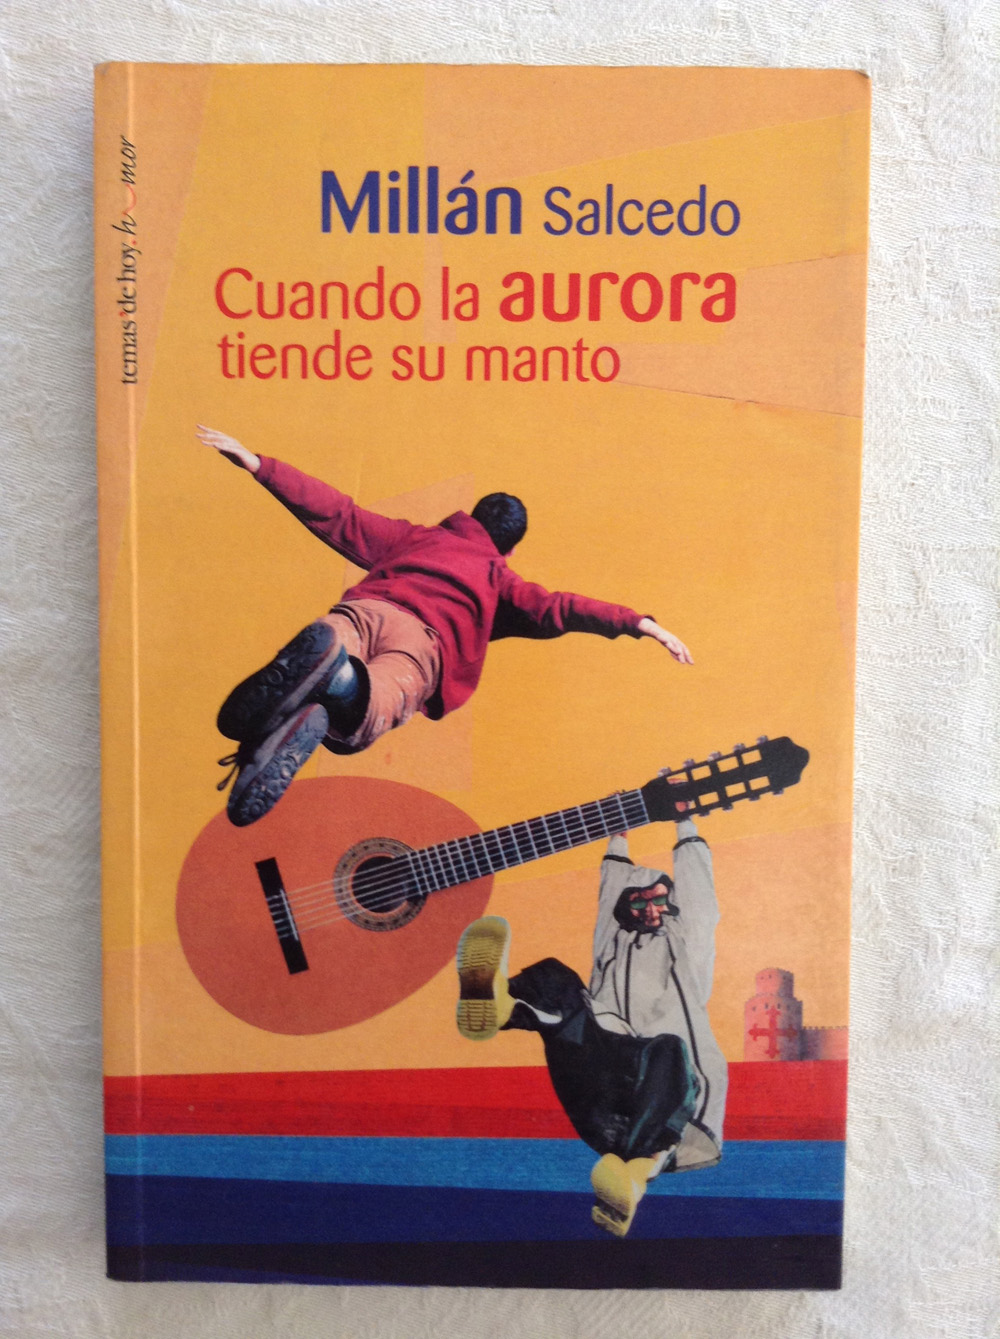 Millán Salcedo
Cuando la aurora
tiende su manto
temas'de hoy.humor